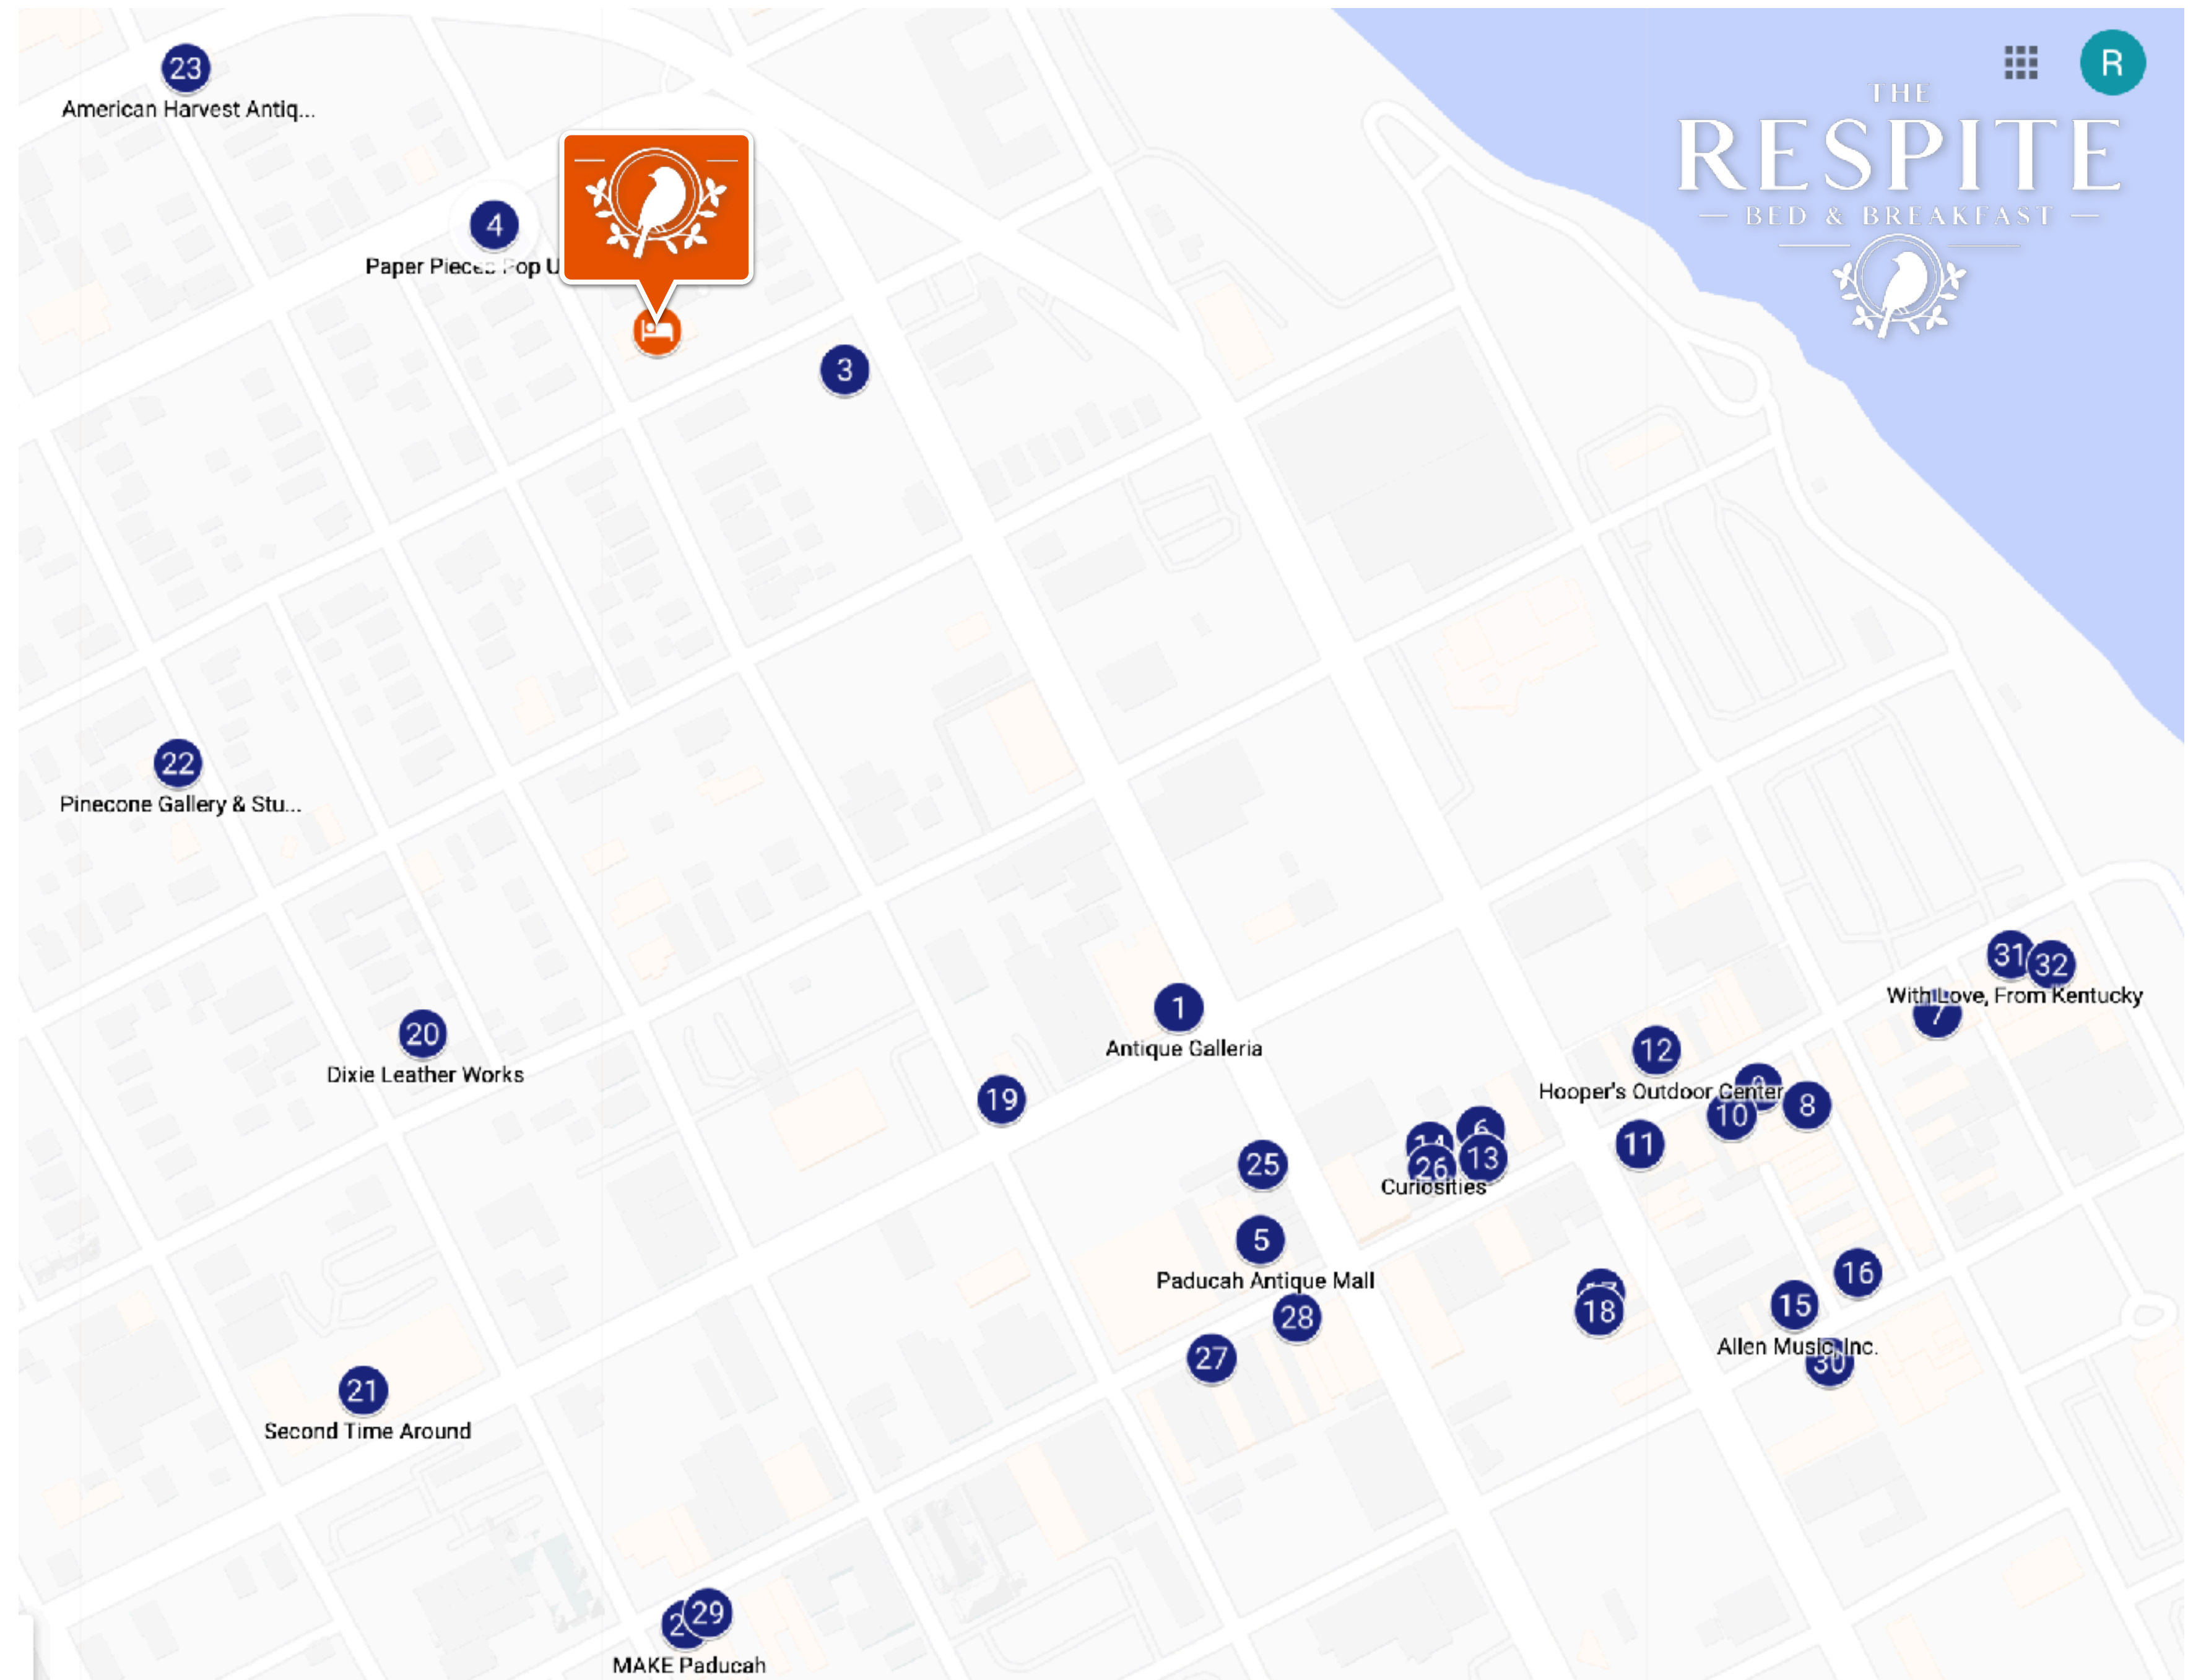 23
American Harvest Antiq...
R
THE
RESPITE
BED & BREAKFAST
4
3
22
Pinecone Gallery & Stu...
1
Antique Galleria
31
32
With Love, From Kentucky
7
20
Dixie Leather Works
19
12
Hooper's Outdoor Center
10
8
11
6
14
26
13
Curiosities
25
5
Paducah Antique Mall
28
27
18
16
15
Allen Music, Inc.
30
21
Second Time Around
29
MAKE Paducah